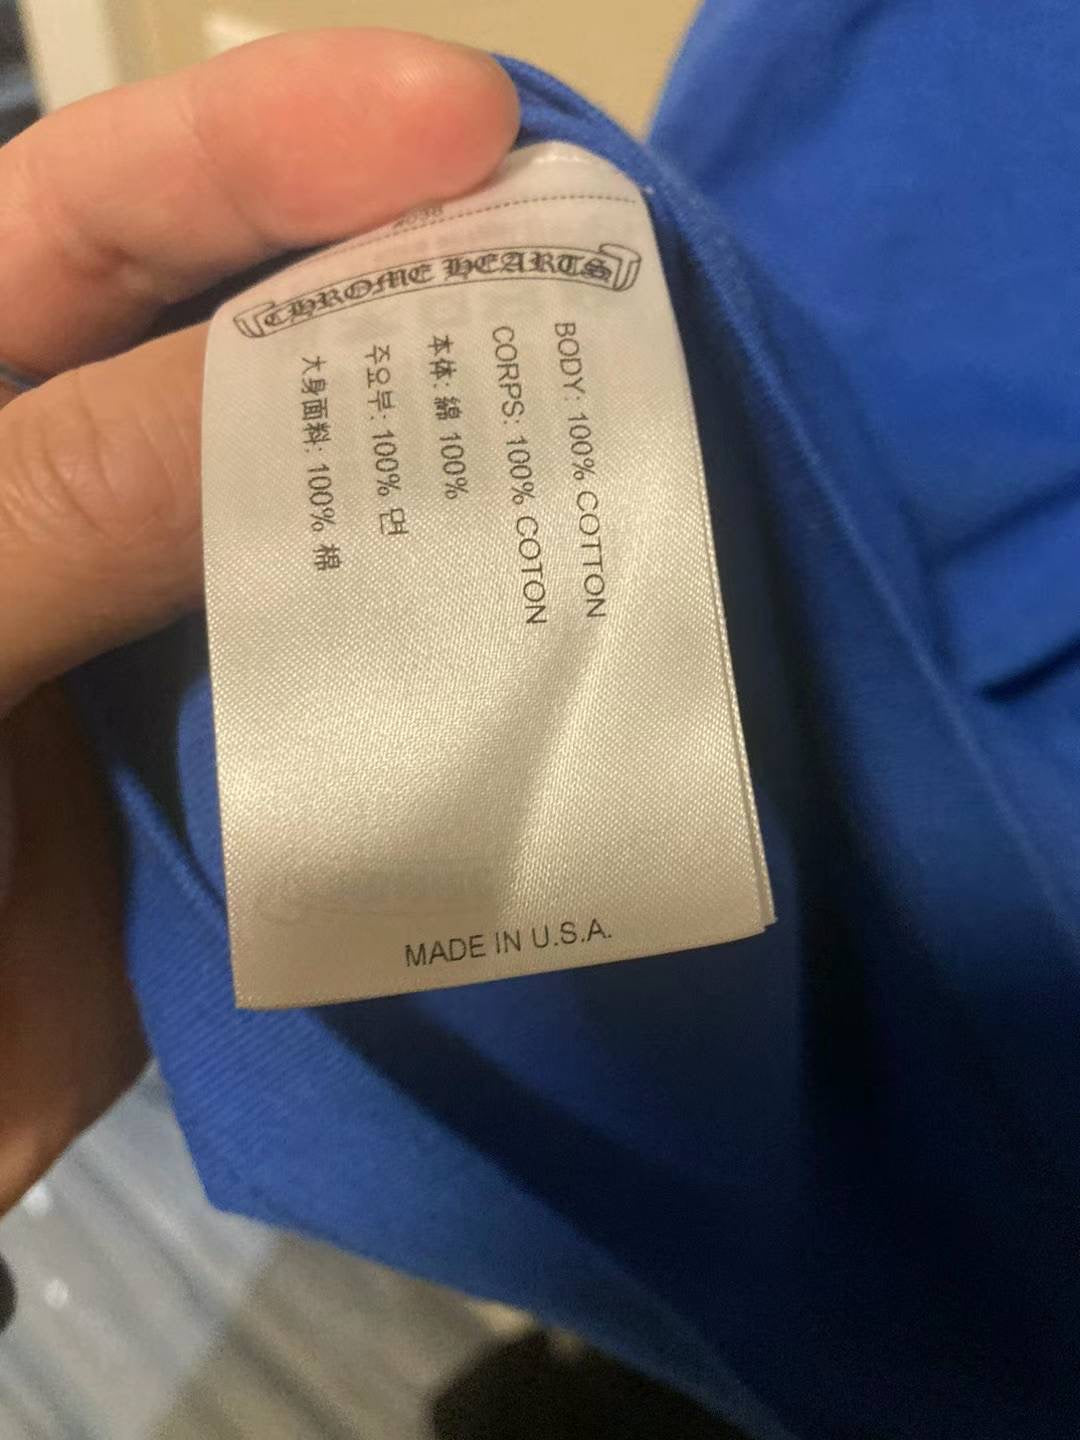 CHROME HEARTS
BODY: 100% COTTON
CORPS: 100% COTON
本体: 綿 100%
주요부: 100% 면
大身面料: 100% 棉
MADE IN U.S.A.